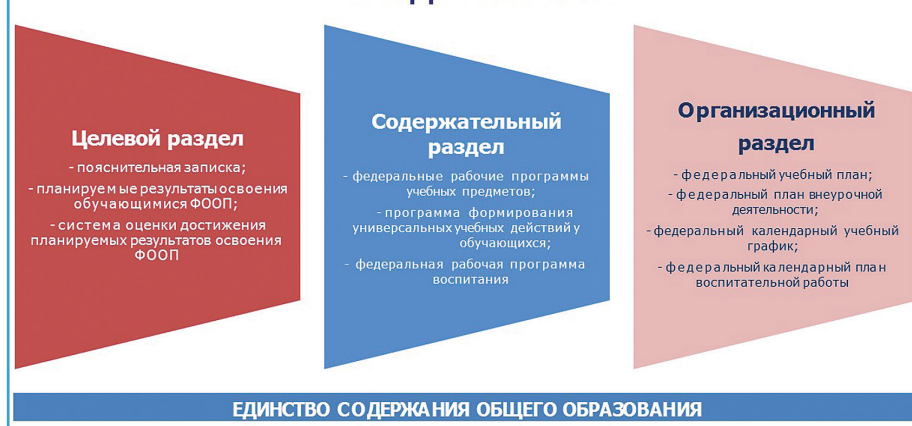 Целевой раздел
- пояснительная записка;
- планируемые результаты освоения
обучающимися ФООП;
- система оценки достижения
планируемых результатов освоения
ФООП
Содержательный
раздел
- федеральные рабочие программы
учебных предметов;
- программа формирования
универсальных учебных действий у
обучающихся;
- федеральная рабочая программа
воспитания
Организационный
раздел
- федеральный учебный план;
- федеральный план внеурочной
деятельности;
- федеральный календарный учебный
график;
- федеральный календарный план
воспитательной работы
ЕДИНСТВО СОДЕРЖАНИЯ ОБЩЕГО ОБРАЗОВАНИЯ